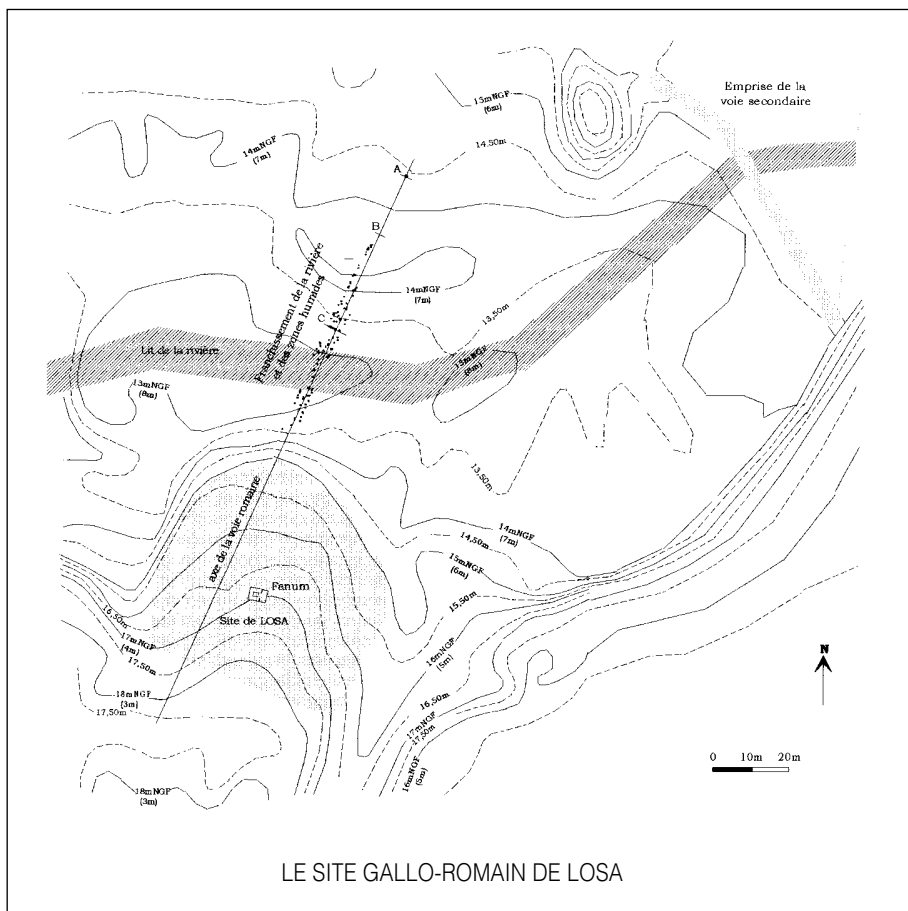 Emprise de la
voie secondaire
13mNGF
(6m)
14,50m
14mNGF
(7m)
A
B
Franchissement de la rivière
et des zones humides
14mNGF
(7m)
C
13,50m
Lit de la rivière
13mNGF
(8m)
13mNGF
(8m)
13,50m
axe de la voie romaine
14mNGF
(7m)
14,50m
15mNGF
(6m)
15,50m
Fanum
Site de LOSA
16,50m
17mNGF
(4m)
17,50m
16mNGF
(5m)
18mNGF
(3m)
17,50m
16,50m
17mNGF
17,50m
16mNGF
(5m)
18mNGF
(3m)
N
0 10m 20m
LE SITE GALLO-ROMAIN DE LOSA